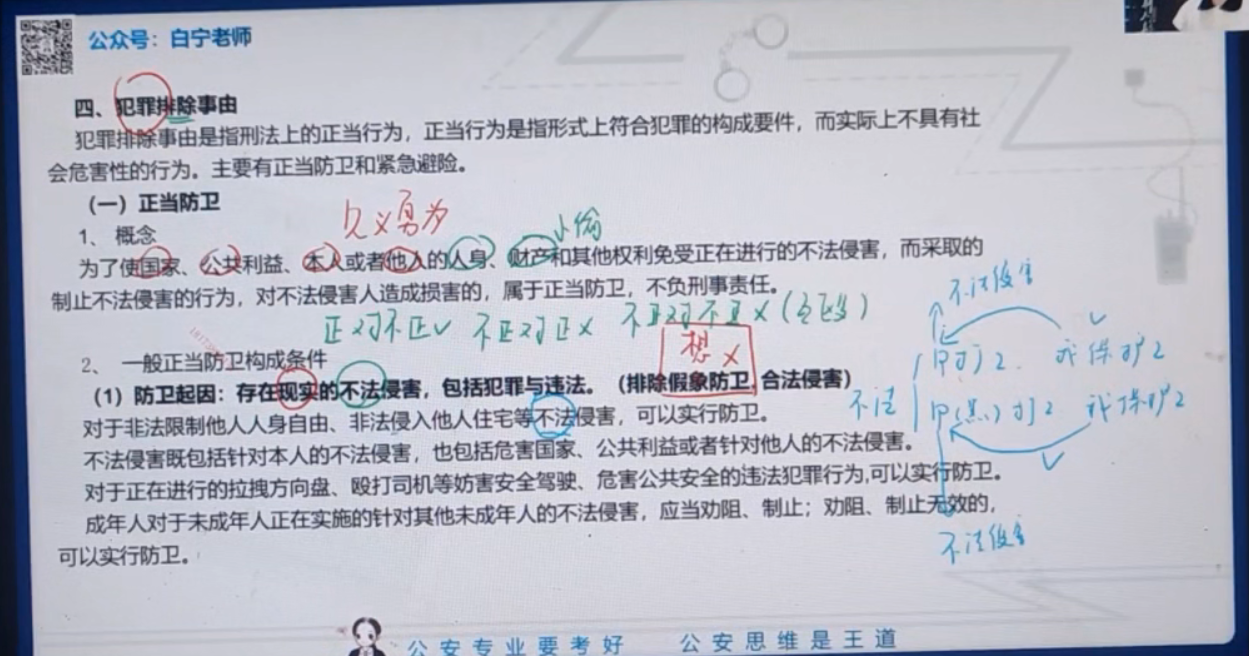 公众号：白宁老师
四、犯罪排除事由
犯罪排除事由是指刑法上的正当行为，正当行为是指形式上符合犯罪的构成要件，而实际上不具有社
会危害性的行为。主要有正当防卫和紧急避险。
（一）正当防卫
见义勇为
小偷
1、 概念
为了使国家、公共利益、本人或者他人的人身、财产和其他权利免受正在进行的不法侵害，而采取的
制止不法侵害的行为，对不法侵害人造成损害的，属于正当防卫，不负刑事责任。
正对不正✓ 不正对正× 不正对不正×（互殴）
2、 一般正当防卫构成条件
想×
（1）防卫起因：存在现实的不法侵害，包括犯罪与违法。（排除假象防卫、合法侵害）
对于非法限制他人人身自由、非法侵入他人住宅等不法侵害，可以实行防卫。
不法侵害既包括针对本人的不法侵害，也包括危害国家、公共利益或者针对他人的不法侵害。
对于正在进行的拉拽方向盘、殴打司机等妨害安全驾驶、危害公共安全的违法犯罪行为,可以实行防卫。
成年人对于未成年人正在实施的针对其他未成年人的不法侵害，应当劝阻、制止；劝阻、制止无效的，
可以实行防卫。
不法侵害
我保护2
不法
我保护2
不法侵害
公安专业要考好 公安思维是王道